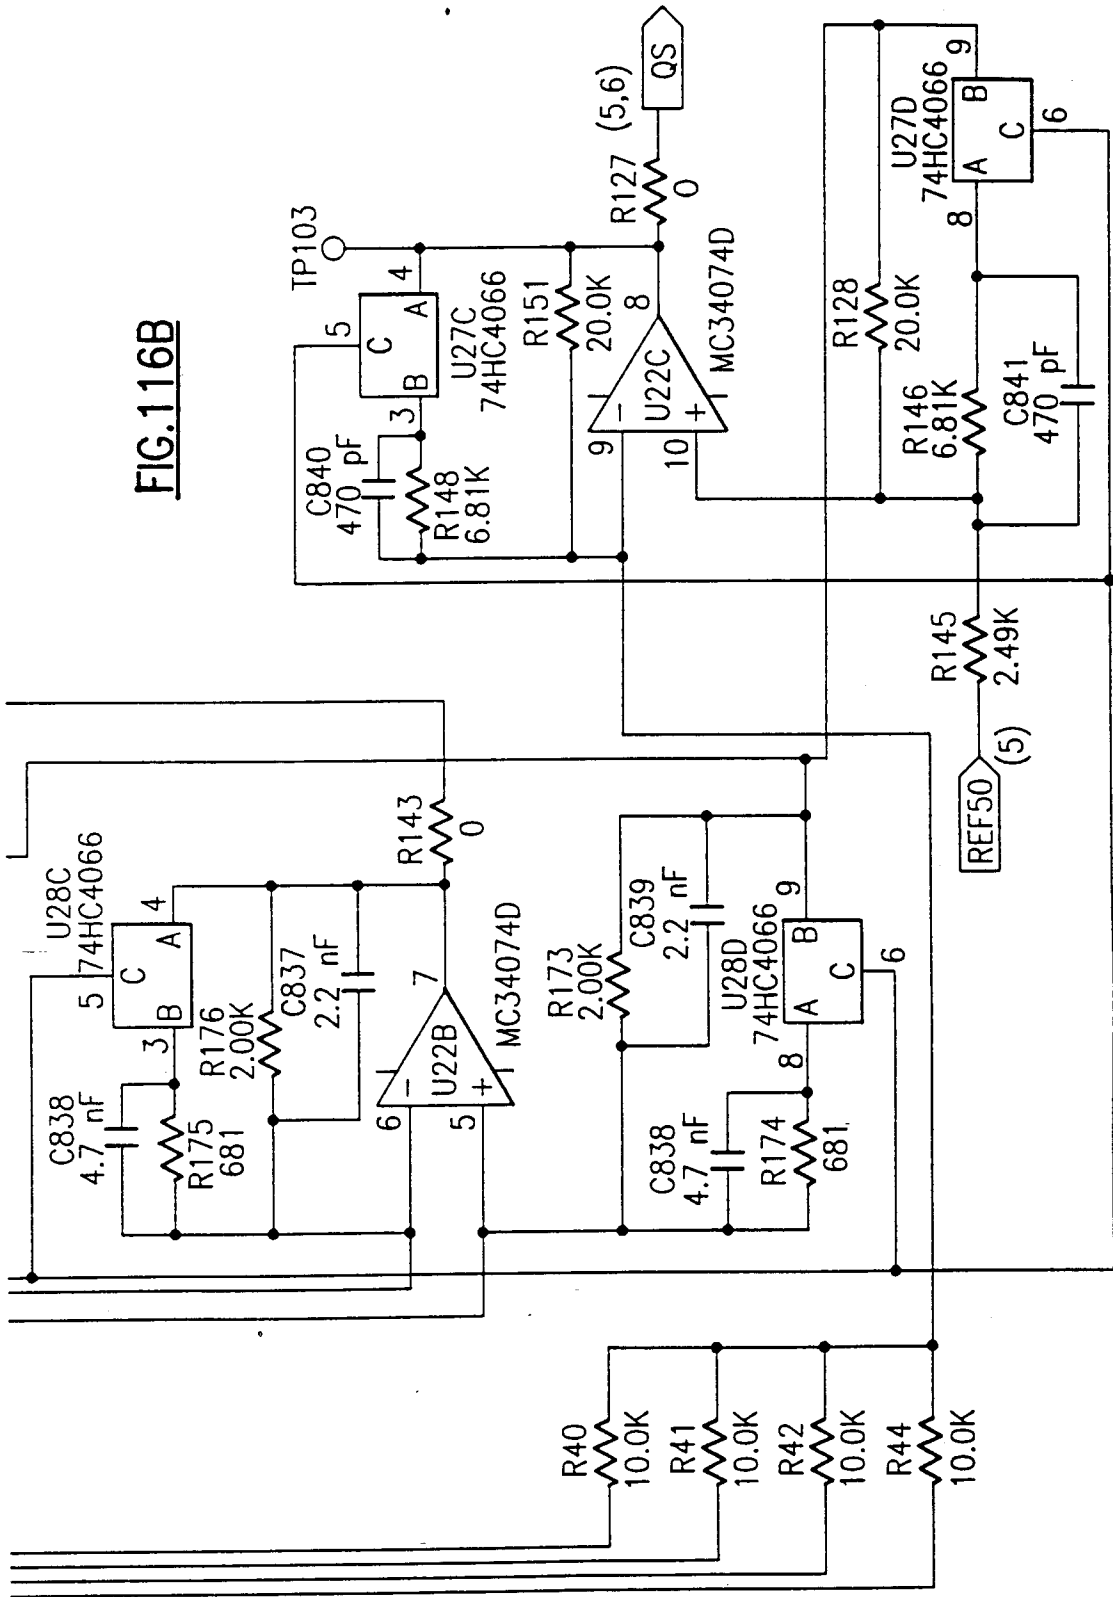 FIG.116B
TP103
5
C
B
A
3
4
U27C
74HC4066
C840
470 pF
R148
6.81K
R151
20.0K
9
10
−
+
U22C
8
MC34074D
R127
0
(5,6)
QS
R128
20.0K
U27D
74HC4066
8
A
B
C
9
6
R146
6.81K
C841
470 pF
R145
2.49K
REF50
(5)
U28C
74HC4066
5
C
B
A
3
4
C838
4.7 nF
R175
681
R176
2.00K
C837
2.2 nF
6
5
−
+
U22B
7
MC34074D
R143
0
R173
2.00K
C839
2.2 nF
U28D
74HC4066
8
A
B
C
9
6
C838
4.7 nF
R174
681
R40
10.0K
R41
10.0K
R42
10.0K
R44
10.0K